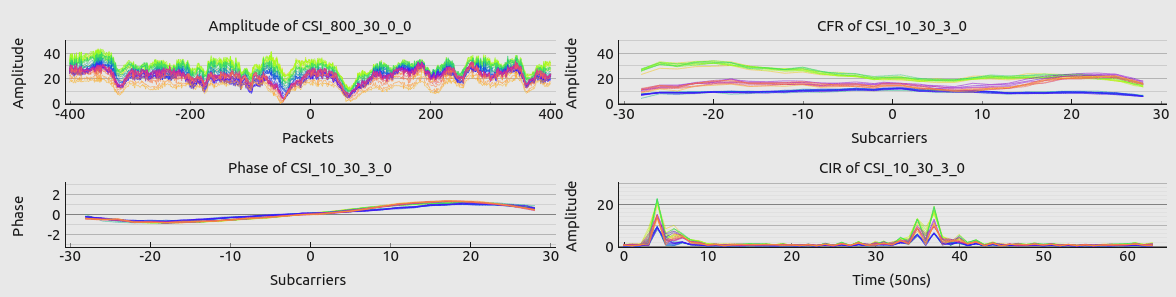 Amplitude of CSI_800_30_0_0
Amplitude
40
20
0
-400 -200 0 200 400
Packets
CFR of CSI_10_30_3_0
Amplitude
40
20
0
-30 -20 -10 0 10 20 30
Subcarriers
Phase of CSI_10_30_3_0
Phase
2
0
-2
-30 -20 -10 0 10 20 30
Subcarriers
CIR of CSI_10_30_3_0
Amplitude
20
0
0 10 20 30 40 50 60
Time (50ns)